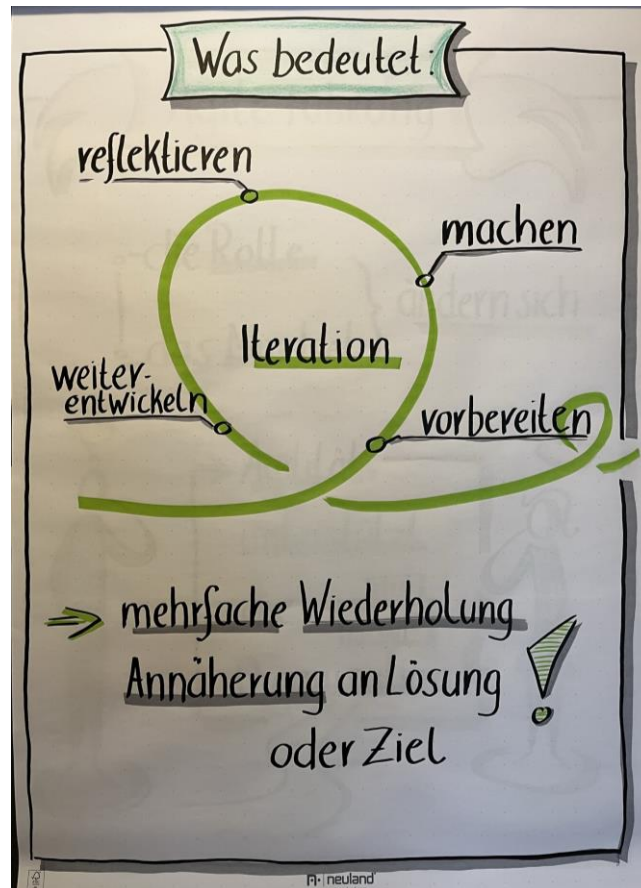 Was bedeutet:
reflektieren
machen
Iteration
weiter-
entwickeln
vorbereiten
mehrfache Wiederholung
Annäherung an Lösung
oder Ziel !
neuland